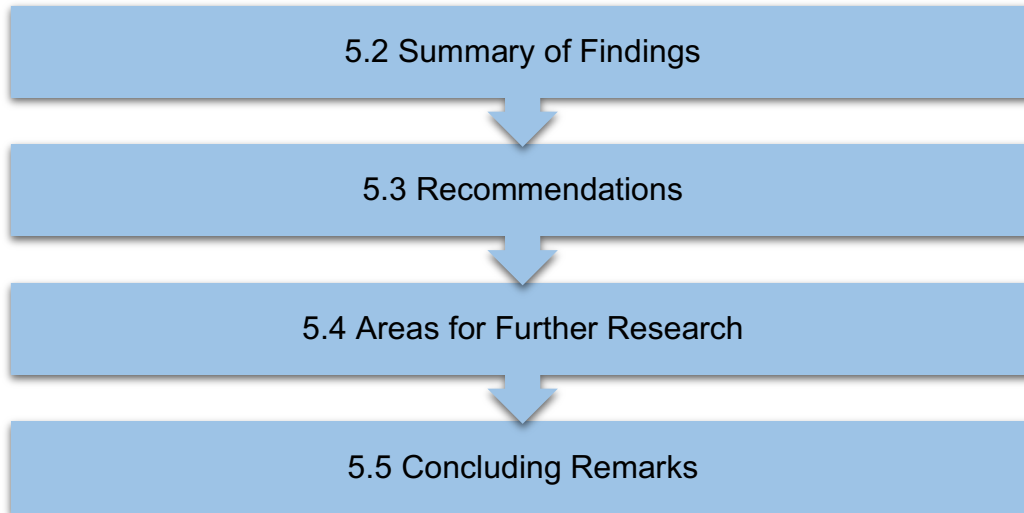 5.2 Summary of Findings
5.3 Recommendations
5.4 Areas for Further Research
5.5 Concluding Remarks